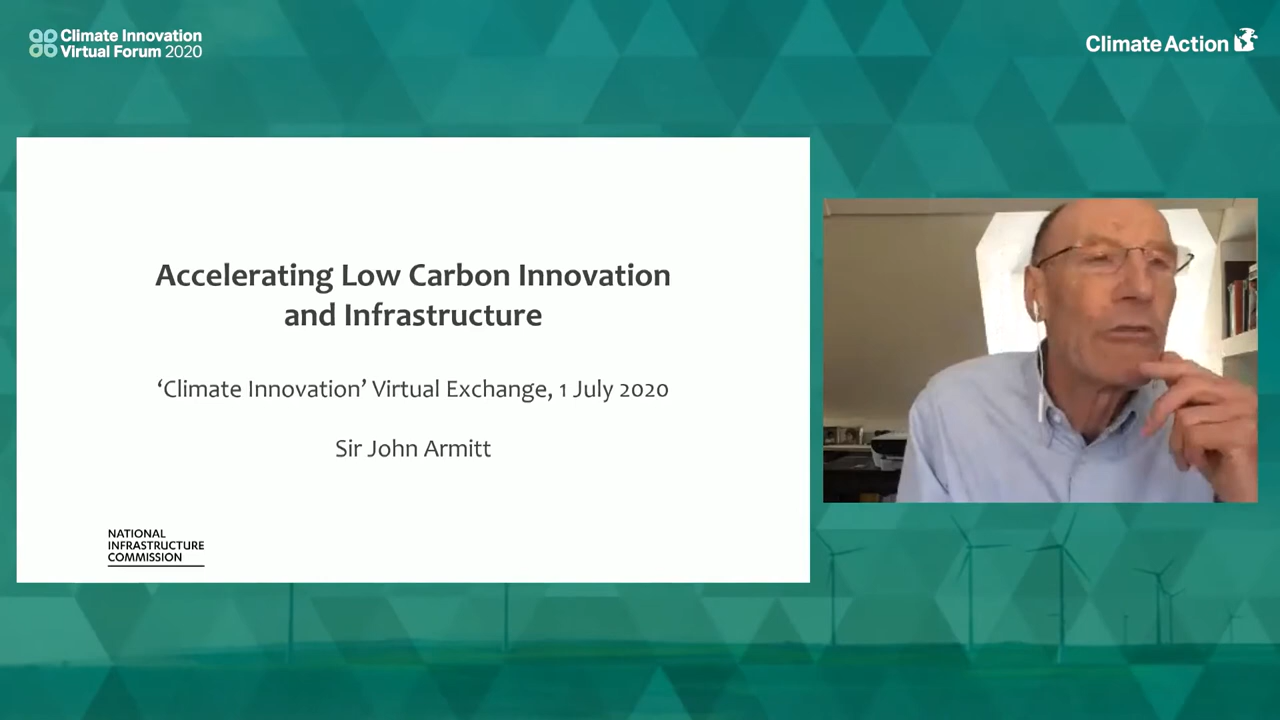 Climate Innovation
Virtual Forum 2020
Climate Action
Accelerating Low Carbon Innovation
and Infrastructure
‘Climate Innovation’ Virtual Exchange, 1 July 2020
Sir John Armitt
NATIONAL
INFRASTRUCTURE
COMMISSION